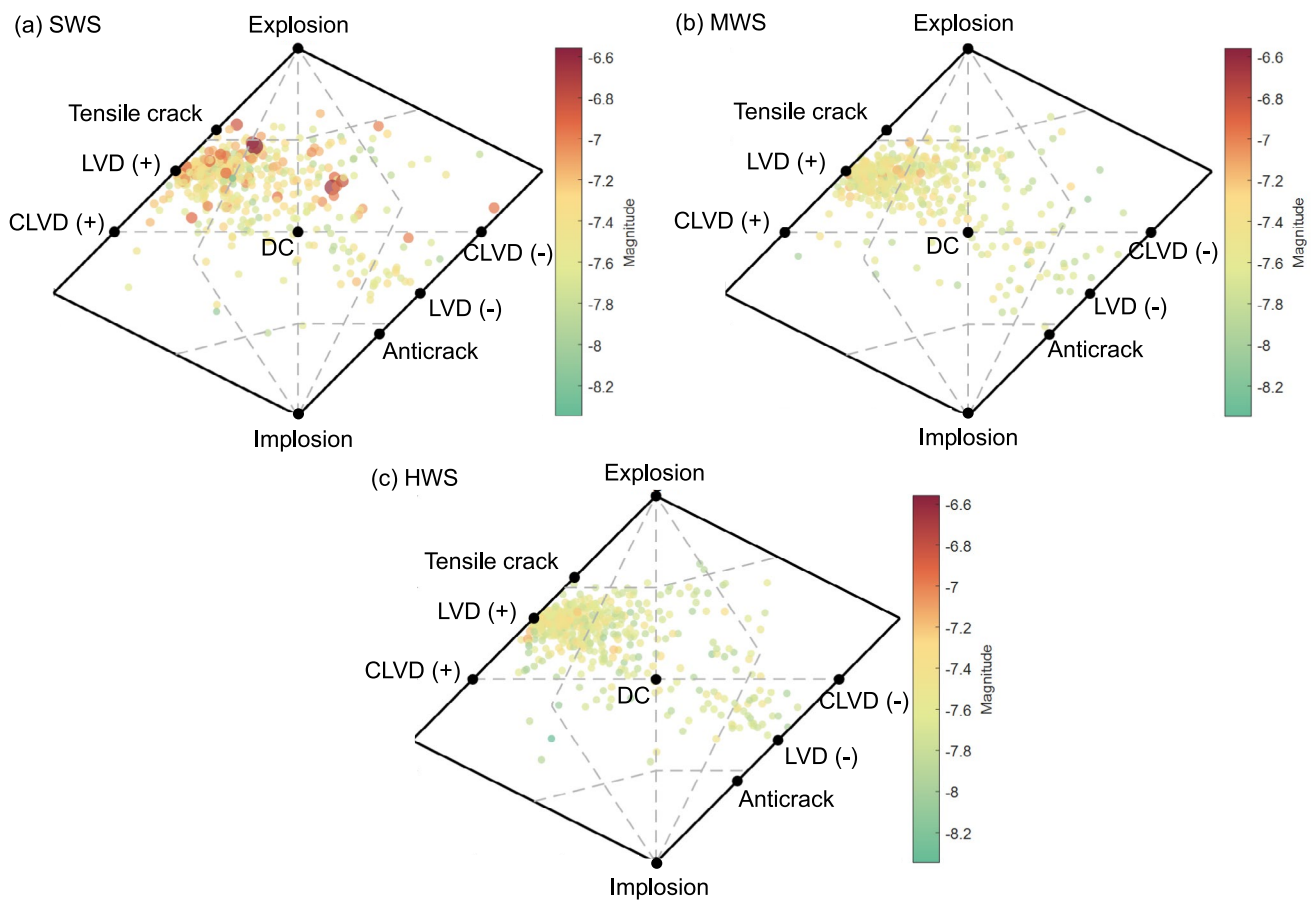 (a) SWS
Explosion
Tensile crack
LVD (+)
CLVD (+)
DC
CLVD (-)
LVD (-)
Anticrack
Implosion
-6.6
-6.8
-7
-7.2
-7.4
-7.6
-7.8
-8
-8.2
Magnitude
(b) MWS
Explosion
Tensile crack
LVD (+)
CLVD (+)
DC
CLVD (-)
LVD (-)
Anticrack
Implosion
-6.6
-6.8
-7
-7.2
-7.4
-7.6
-7.8
-8
-8.2
Magnitude
(c) HWS
Explosion
Tensile crack
LVD (+)
CLVD (+)
DC
CLVD (-)
LVD (-)
Anticrack
Implosion
-6.6
-6.8
-7
-7.2
-7.4
-7.6
-7.8
-8
-8.2
Magnitude